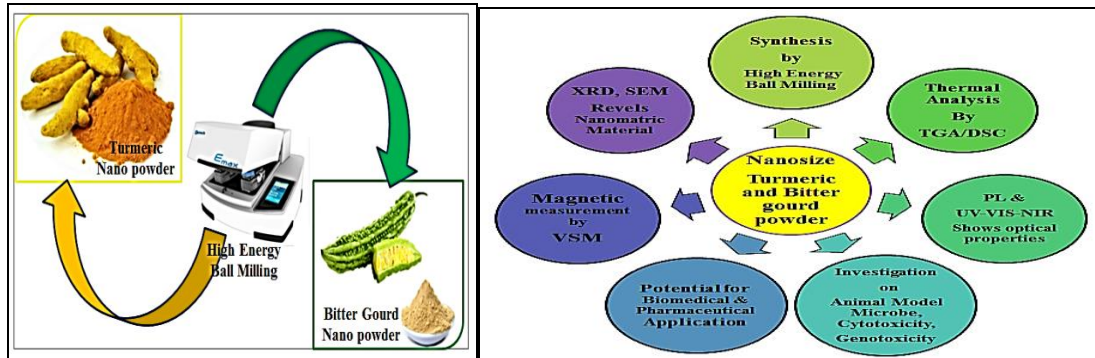 Turmeric
Nano powder
Emax
High Energy
Ball Milling
Bitter Gourd
Nano powder
Synthesis
by
High Energy
Ball Milling
XRD, SEM
Revels
Nanomatric
Material
Thermal
Analysis
By
TGA/DSC
Nanosize
Turmeric
and Bitter
gourd
powder
Magnetic
measurement
by
VSM
PL &
UV-VIS-NIR
Shows optical
properties
Potential for
Biomedical &
Pharmaceutical
Application
Investigation
on
Animal Model
Microbe,
Cytotoxicity,
Genotoxicity